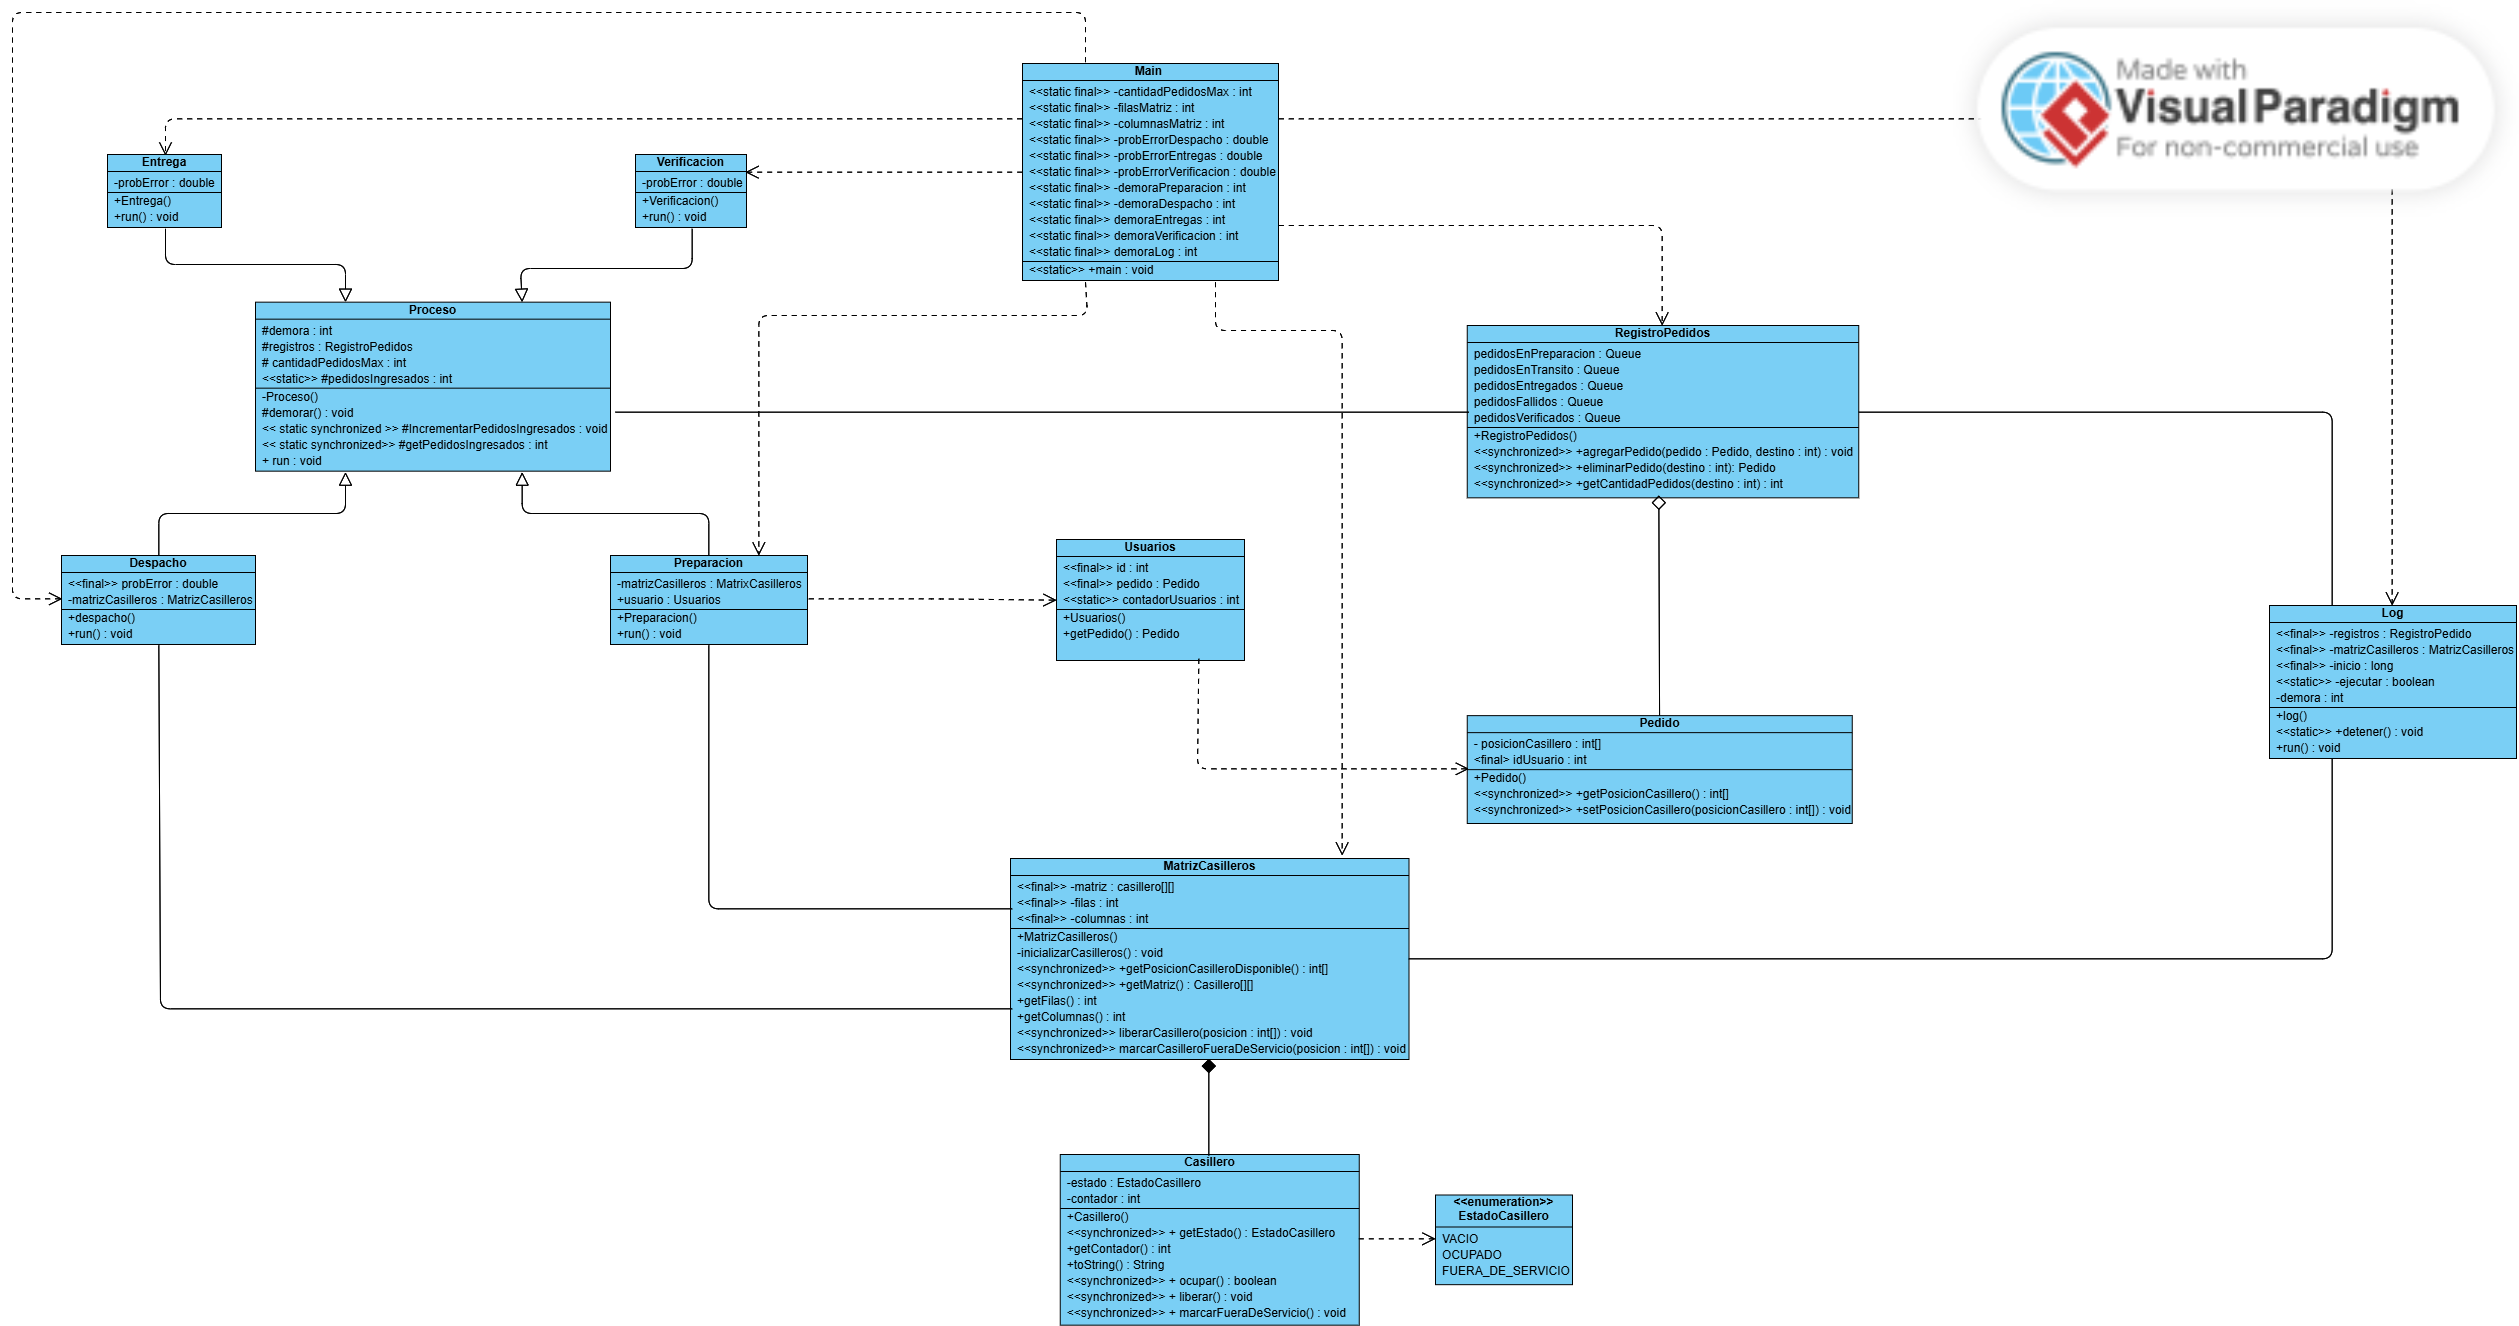 Made with
Visual Paradigm
For non-commercial use
Main
<<static final>> -cantidadPedidosMax : int
<<static final>> -filasMatriz : int
<<static final>> -columnasMatriz : int
<<static final>> -probErrorDespacho : double
<<static final>> -probErrorEntregas : double
<<static final>> -probErrorVerificacion : double
<<static final>> -demoraPreparacion : int
<<static final>> -demoraDespacho : int
<<static final>> demoraEntregas : int
<<static final>> demoraVerificacion : int
<<static final>> demoraLog : int
<<static>> +main : void
Entrega
-probError : double
+Entrega()
+run() : void
Verificacion
-probError : double
+Verificacion()
+run() : void
Proceso
#demora : int
#registros : RegistroPedidos
# cantidadPedidosMax : int
<<static>> #pedidosIngresados : int
-Proceso()
#demorar() : void
<< static synchronized >> #IncrementarPedidosIngresados : void
<< static synchronized>> #getPedidosIngresados : int
+ run : void
RegistroPedidos
pedidosEnPreparacion : Queue
pedidosEnTransito : Queue
pedidosEntregados : Queue
pedidosFallidos : Queue
pedidosVerificados : Queue
+RegistroPedidos()
<<synchronized>> +agregarPedido(pedido : Pedido, destino : int) : void
<<synchronized>> +eliminarPedido(destino : int): Pedido
<<synchronized>> +getCantidadPedidos(destino : int) : int
Despacho
<<final>> probError : double
-matrizCasilleros : MatrizCasilleros
+despacho()
+run() : void
Preparacion
-matrizCasilleros : MatrixCasilleros
+usuario : Usuarios
+Preparacion()
+run() : void
Usuarios
<<final>> id : int
<<final>> pedido : Pedido
<<static>> contadorUsuarios : int
+Usuarios()
+getPedido() : Pedido
Log
<<final>> -registros : RegistroPedido
<<final>> -matrizCasilleros : MatrizCasilleros
<<final>> -inicio : long
<<static>> -ejecutar : boolean
-demora : int
+log()
<<static>> +detener() : void
+run() : void
Pedido
- posicionCasillero : int[]
<final> idUsuario : int
+Pedido()
<<synchronized>> +getPosicionCasillero() : int[]
<<synchronized>> +setPosicionCasillero(posicionCasillero : int[]) : void
MatrizCasilleros
<<final>> -matriz : casillero[][]
<<final>> -filas : int
<<final>> -columnas : int
+MatrizCasilleros()
-inicializarCasilleros() : void
<<synchronized>> +getPosicionCasilleroDisponible() : int[]
<<synchronized>> +getMatriz() : Casillero[][]
+getFilas() : int
+getColumnas() : int
<<synchronized>> liberarCasillero(posicion : int[]) : void
<<synchronized>> marcarCasilleroFueraDeServicio(posicion : int[]) : void
Casillero
-estado : EstadoCasillero
-contador : int
+Casillero()
<<synchronized>> + getEstado() : EstadoCasillero
+getContador() : int
+toString() : String
<<synchronized>> + ocupar() : boolean
<<synchronized>> + liberar() : void
<<synchronized>> + marcarFueraDeServicio() : void
<<enumeration>>
EstadoCasillero
VACIO
OCUPADO
FUERA_DE_SERVICIO